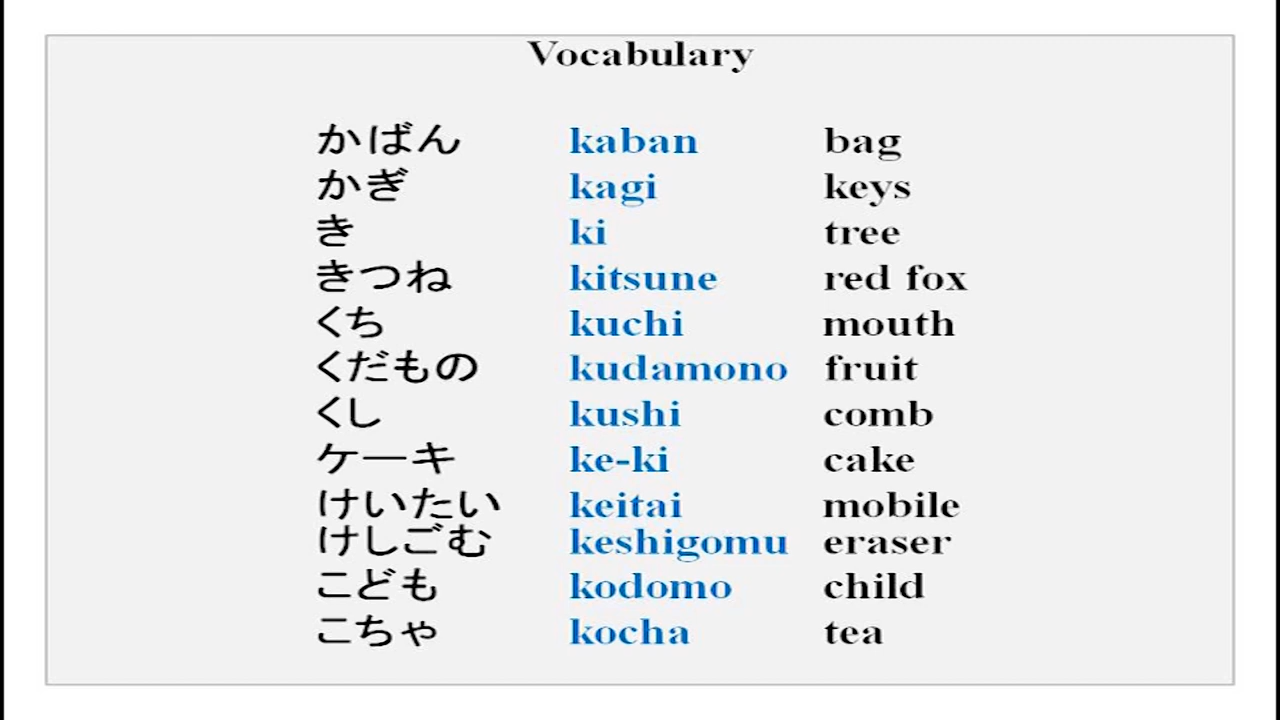 Vocabulary
かばん kaban bag
かぎ kagi keys
き ki tree
きつね kitsune red fox
くち kuchi mouth
くだもの kudamono fruit
くし kushi comb
ケーキ ke-ki cake
けいたい keitai mobile
けしごむ keshigomu eraser
こども kodomo child
こちゃ kocha tea